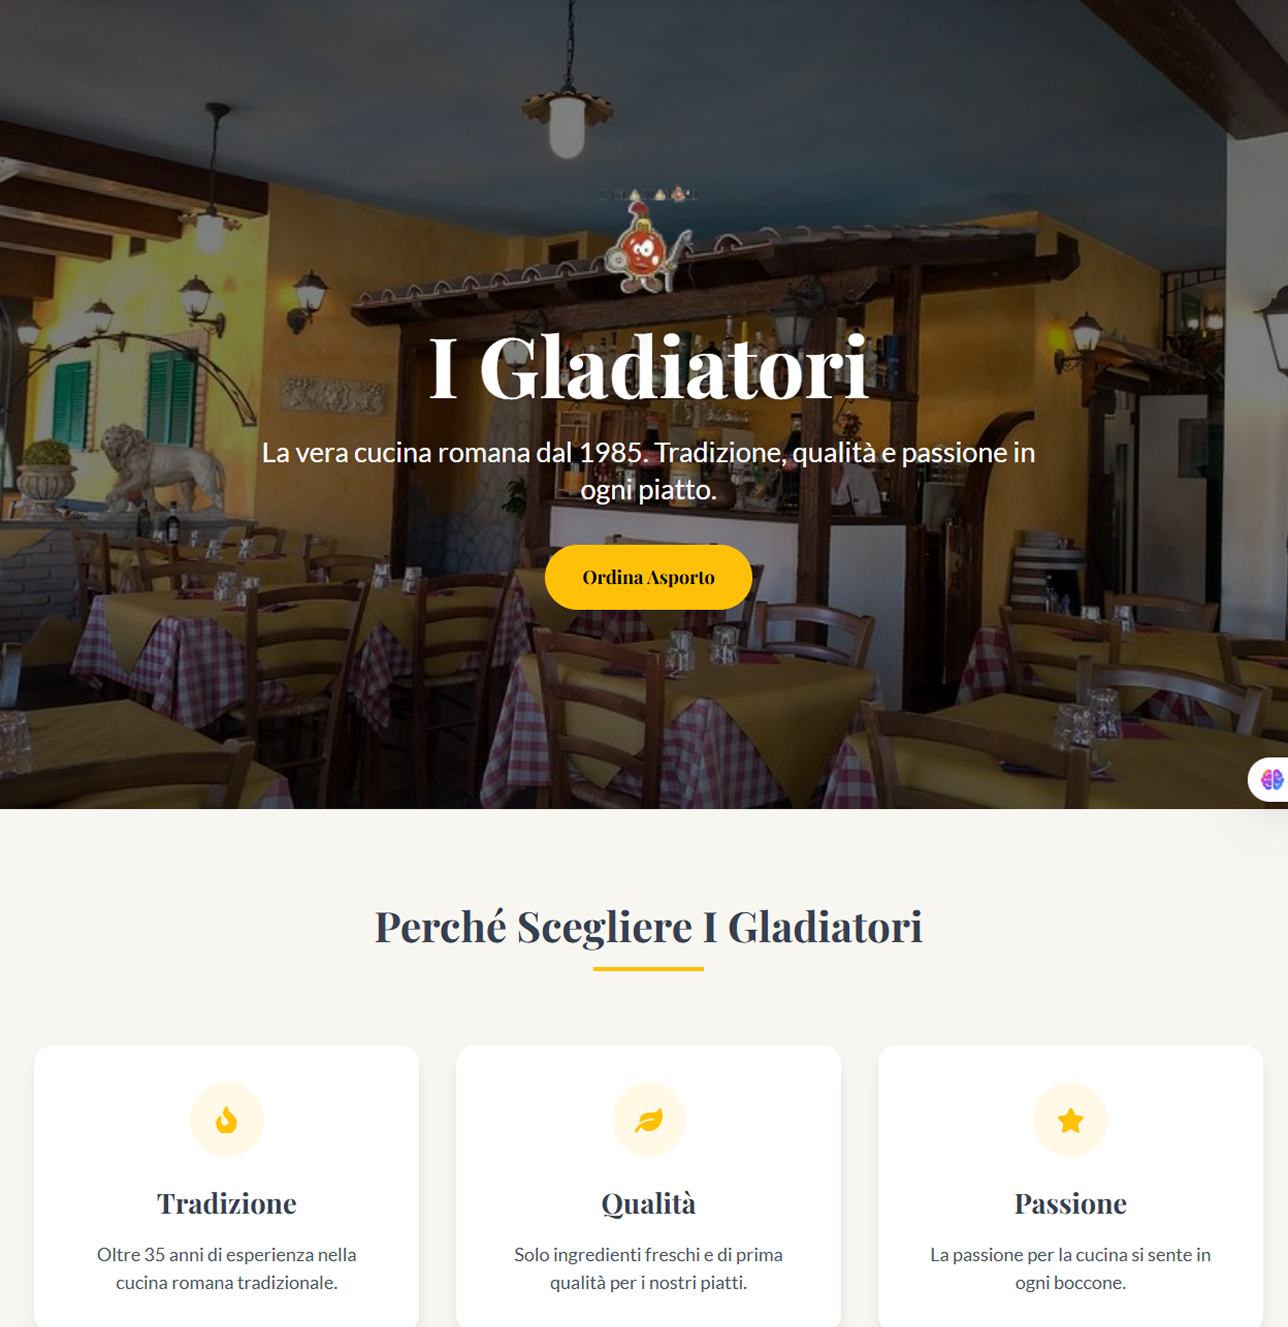 I Gladiatori
La vera cucina romana dal 1985. Tradizione, qualità e passione in
ogni piatto.
Ordina Asporto
Perché Scegliere I Gladiatori
Tradizione
Oltre 35 anni di esperienza nella
cucina romana tradizionale.
Qualità
Solo ingredienti freschi e di prima
qualità per i nostri piatti.
Passione
La passione per la cucina si sente in
ogni boccone.